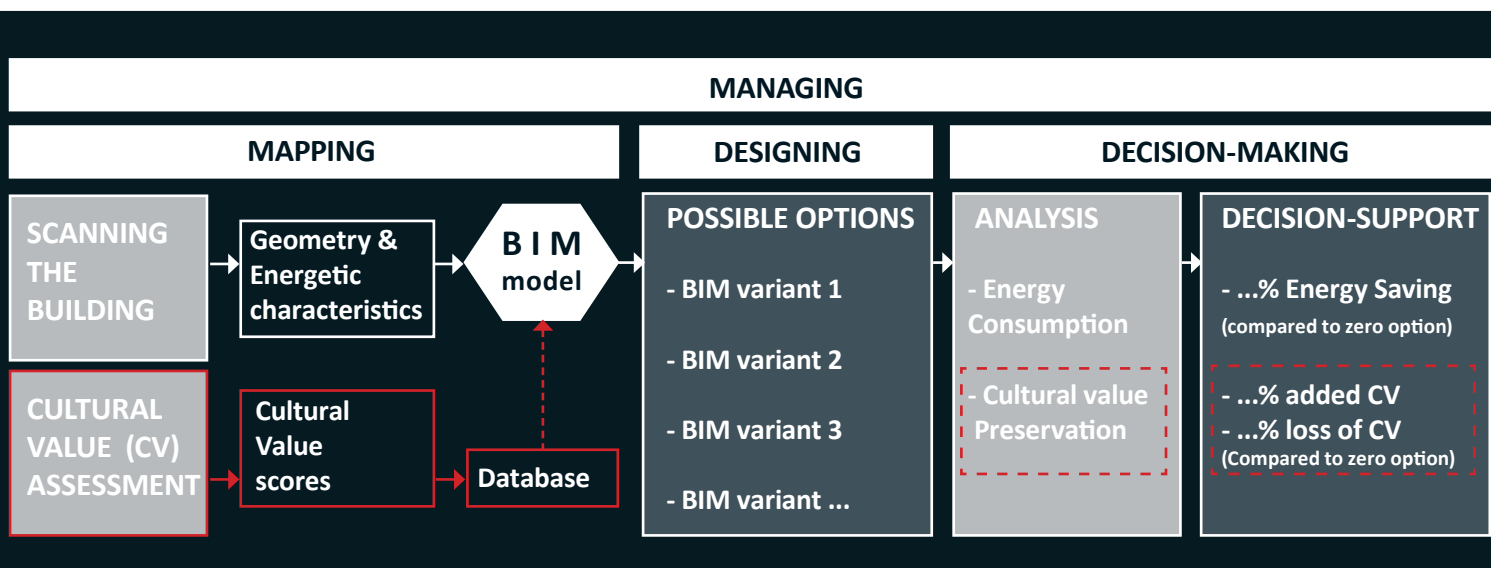 MANAGING
MAPPING
DESIGNING
DECISION-MAKING
SCANNING
THE
BUILDING
Geometry &
Energetic
characteristics
B I M
model
CULTURAL
VALUE (CV)
ASSESSMENT
Cultural
Value
scores
Database
POSSIBLE OPTIONS
- BIM variant 1
- BIM variant 2
- BIM variant 3
- BIM variant ...
ANALYSIS
- Energy
Consumption
- Cultural value
Preservation
DECISION-SUPPORT
- ...% Energy Saving
(compared to zero option)
- ...% added CV
- ...% loss of CV
(Compared to zero option)